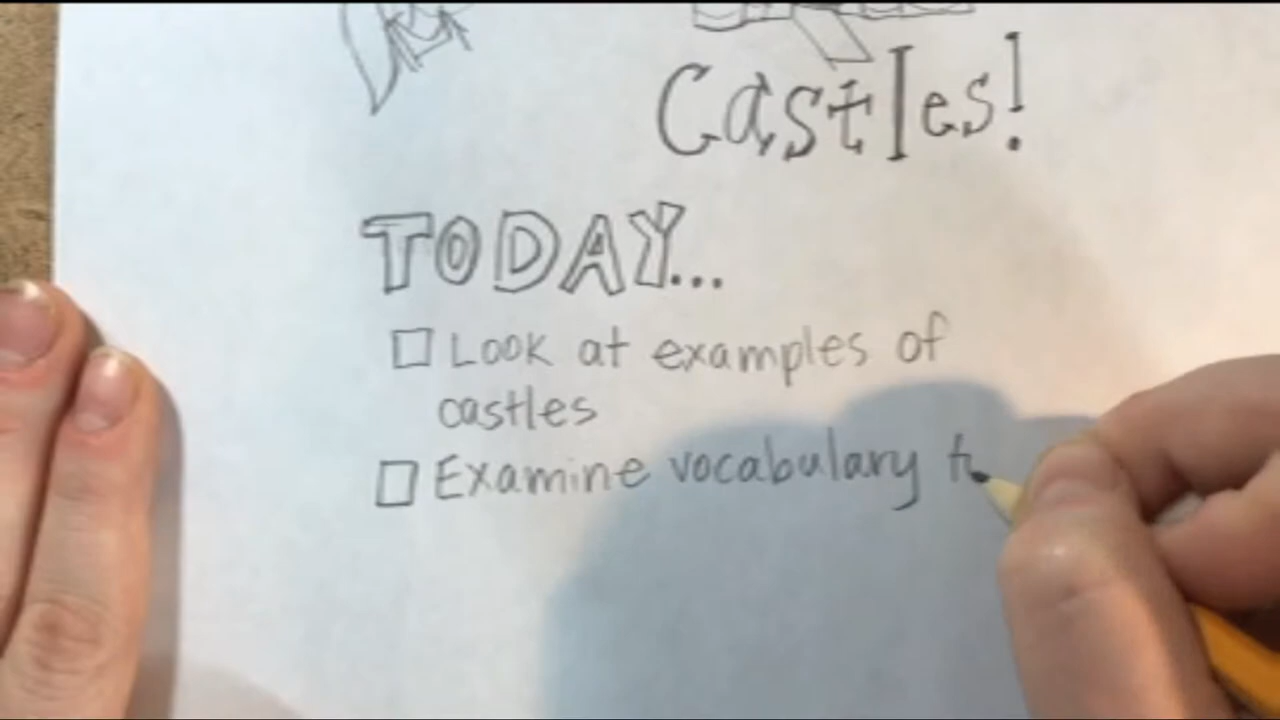 Castles!
TODAY...
Look at examples of
castles
Examine vocabulary